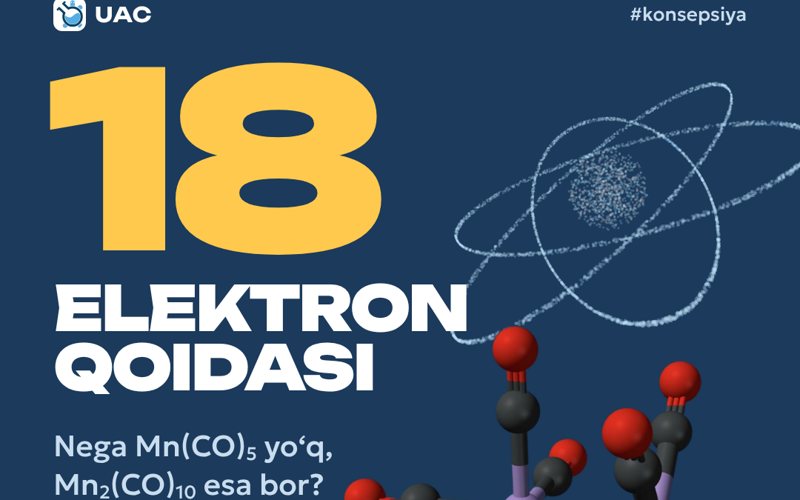 UAC
#konsepsiya
18
ELEKTRON
QOIDASI
Nega Mn(CO)₅ yo‘q,
Mn₂(CO)₁₀ esa bor?